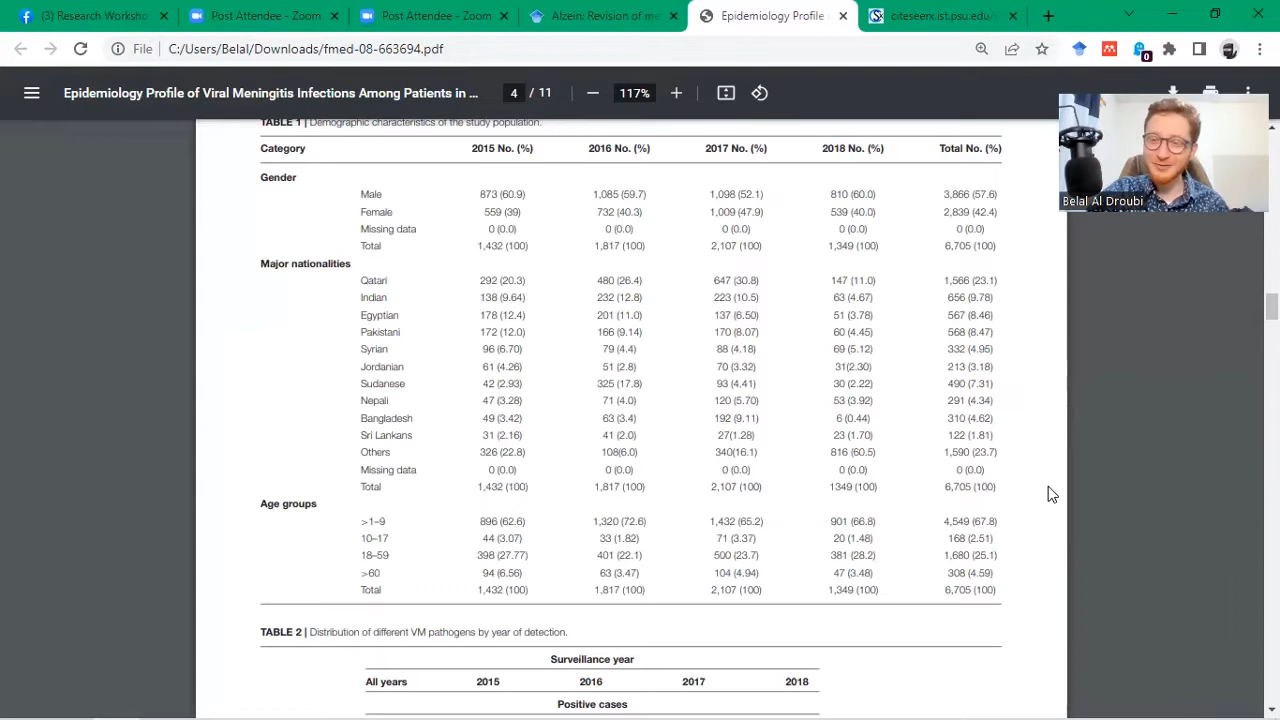 (3) Research Worksho
Post Attendee - Zoom
Post Attendee - Zoom
Alzein: Revision of me
Epidemiology Profile
citeseerx.ist.psu.edu/v
File C:/Users/Belal/Downloads/fmed-08-663694.pdf
0
Epidemiology Profile of Viral Meningitis Infections Among Patients in ...
4 / 11
117%
Belal Al Droubi
TABLE 1 | Demographic characteristics of the study population.
Category 2015 No. (%) 2016 No. (%) 2017 No. (%) 2018 No. (%) Total No. (%)
Gender
Male 873 (60.9) 1,085 (59.7) 1,098 (52.1) 810 (60.0) 3,866 (57.6)
Female 559 (39) 732 (40.3) 1,009 (47.9) 539 (40.0) 2,839 (42.4)
Missing data 0 (0.0) 0 (0.0) 0 (0.0) 0 (0.0) 0 (0.0)
Total 1,432 (100) 1,817 (100) 2,107 (100) 1,349 (100) 6,705 (100)
Major nationalities
Qatari 292 (20.3) 480 (26.4) 647 (30.8) 147 (11.0) 1,566 (23.1)
Indian 138 (9.64) 232 (12.8) 223 (10.5) 63 (4.67) 656 (9.78)
Egyptian 178 (12.4) 201 (11.0) 137 (6.50) 51 (3.78) 567 (8.46)
Pakistani 172 (12.0) 166 (9.14) 170 (8.07) 60 (4.45) 568 (8.47)
Syrian 96 (6.70) 79 (4.4) 88 (4.18) 69 (5.12) 332 (4.95)
Jordanian 61 (4.26) 51 (2.8) 70 (3.32) 31(2.30) 213 (3.18)
Sudanese 42 (2.93) 325 (17.8) 93 (4.41) 30 (2.22) 490 (7.31)
Nepali 47 (3.28) 71 (4.0) 120 (5.70) 53 (3.92) 291 (4.34)
Bangladesh 49 (3.42) 63 (3.4) 192 (9.11) 6 (0.44) 310 (4.62)
Sri Lankans 31 (2.16) 41 (2.0) 27(1.28) 23 (1.70) 122 (1.81)
Others 326 (22.8) 108(6.0) 340(16.1) 816 (60.5) 1,590 (23.7)
Missing data 0 (0.0) 0 (0.0) 0 (0.0) 0 (0.0) 0 (0.0)
Total 1,432 (100) 1,817 (100) 2,107 (100) 1349 (100) 6,705 (100)
Age groups
>1–9 896 (62.6) 1,320 (72.6) 1,432 (65.2) 901 (66.8) 4,549 (67.8)
10–17 44 (3.07) 33 (1.82) 71 (3.37) 20 (1.48) 168 (2.51)
18–59 398 (27.77) 401 (22.1) 500 (23.7) 381 (28.2) 1,680 (25.1)
>60 94 (6.56) 63 (3.47) 104 (4.94) 47 (3.48) 308 (4.59)
Total 1,432 (100) 1,817 (100) 2,107 (100) 1,349 (100) 6,705 (100)
TABLE 2 | Distribution of different VM pathogens by year of detection.
Surveillance year
All years 2015 2016 2017 2018
Positive cases